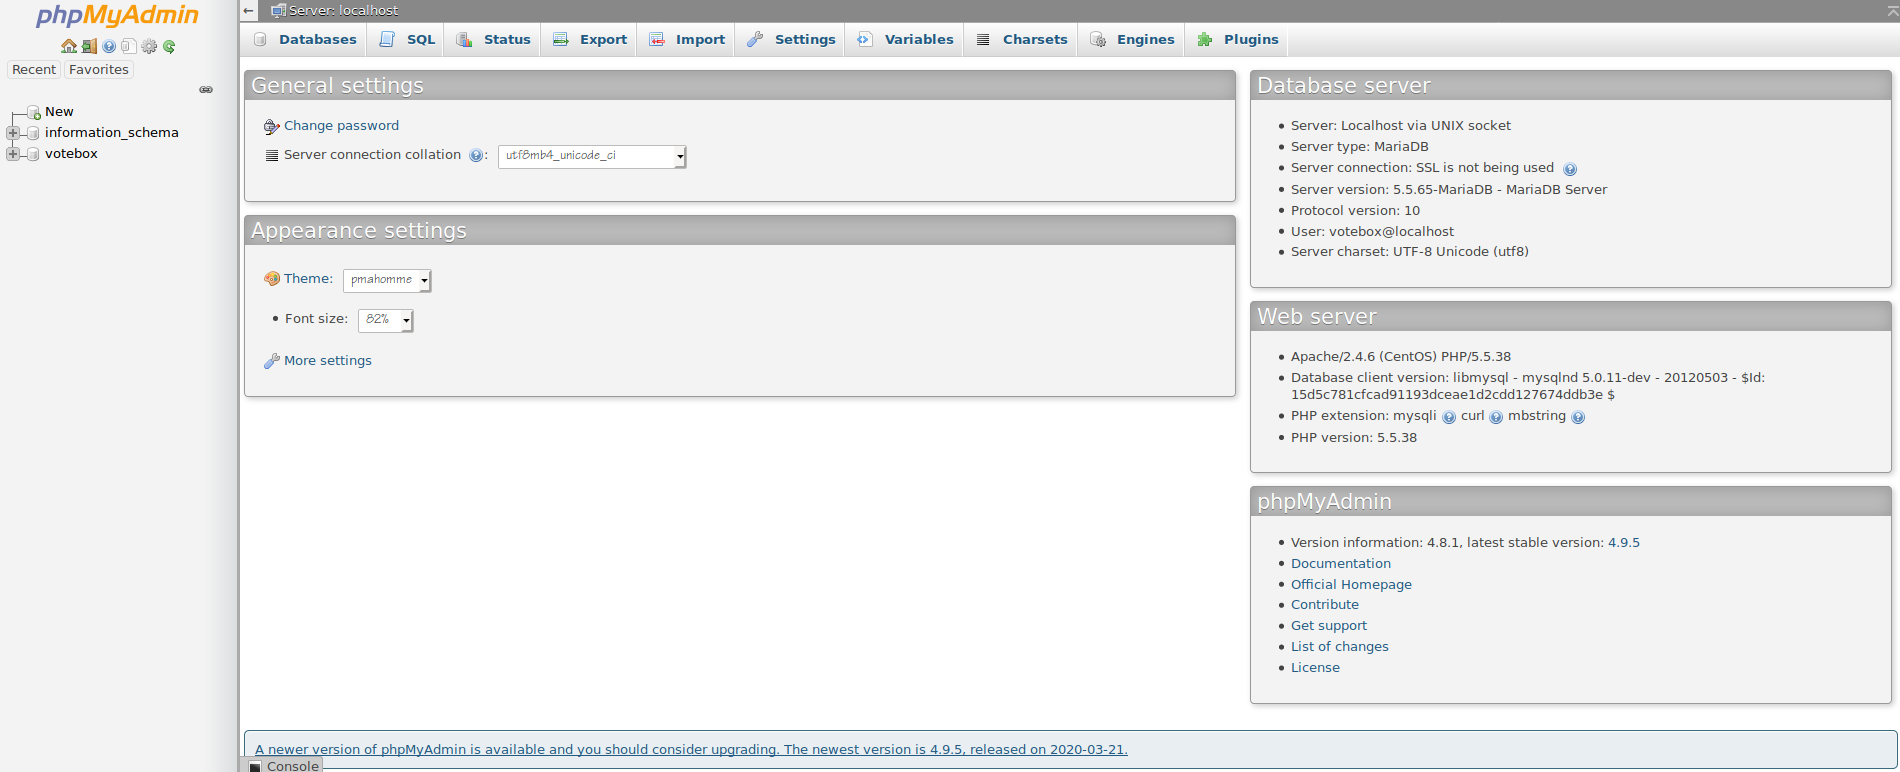 phpMyAdmin
Recent Favorites
New
information_schema
votebox
Server: localhost
Databases SQL Status Export Import Settings Variables Charsets Engines Plugins
General settings
Change password
Server connection collation : utf8mb4_unicode_ci
Appearance settings
Theme: pmahomme
Font size: 82%
More settings
Database server
Server: Localhost via UNIX socket
Server type: MariaDB
Server connection: SSL is not being used
Server version: 5.5.65-MariaDB - MariaDB Server
Protocol version: 10
User: votebox@localhost
Server charset: UTF-8 Unicode (utf8)
Web server
Apache/2.4.6 (CentOS) PHP/5.5.38
Database client version: libmysql - mysqlnd 5.0.11-dev - 20120503 - $Id:
15d5c781cfcad91193dceae1d2cdd127674ddb3e $
PHP extension: mysqli curl mbstring
PHP version: 5.5.38
phpMyAdmin
Version information: 4.8.1, latest stable version: 4.9.5
Documentation
Official Homepage
Contribute
Get support
List of changes
License
A newer version of phpMyAdmin is available and you should consider upgrading. The newest version is 4.9.5, released on 2020-03-21.
Console